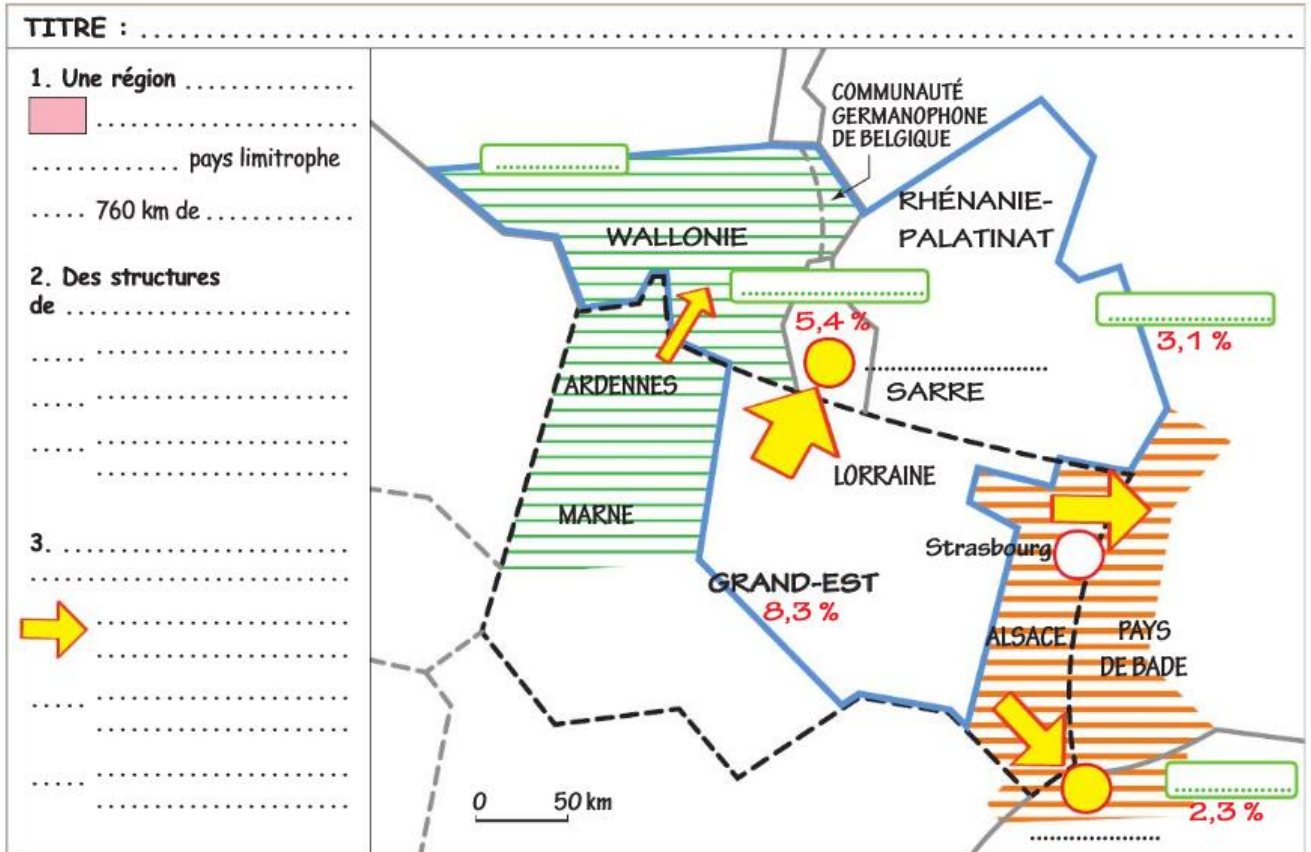 TITRE : ..............................................................
1. Une région ..................
..............................
................ pays limitrophe
..... 760 km de ................
2. Des structures
de ..............................
..... ...........................
..... ...........................
..... ...........................
...........................
3. ..............................
..................................
...........................
...........................
..... ...........................
...........................
..... ...........................
...........................
COMMUNAUTÉ
GERMANOPHONE
DE BELGIQUE
................
RHÉNANIE-
PALATINAT
WALLONIE
.......................
5,4 %
.....................
3,1 %
.......................
ARDENNES
SARRE
LORRAINE
MARNE
Strasbourg
GRAND-EST
8,3 %
ALSACE
PAYS
DE BADE
..............
2,3 %
................
0 50 km